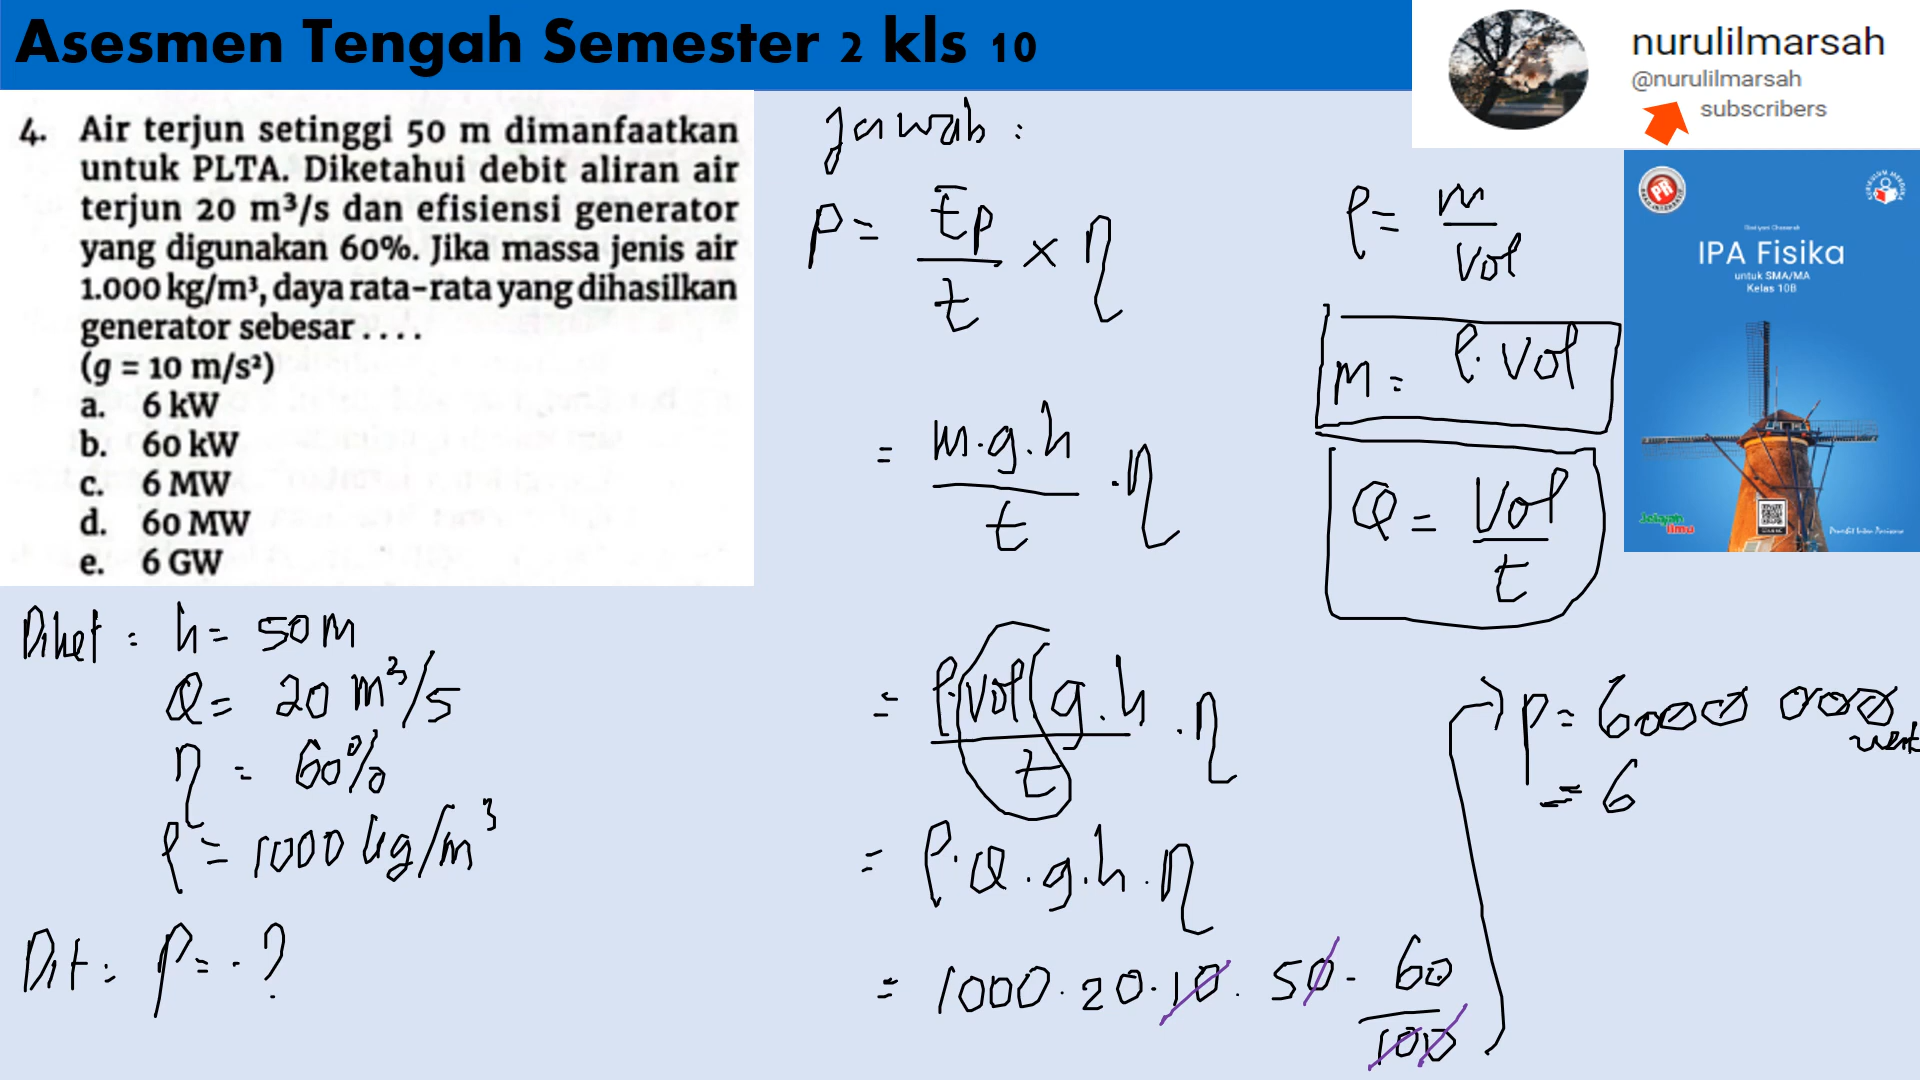 Asesmen Tengah Semester 2 kls 10
nurulilmarsah
@nurulilmarsah
subscribers
4. Air terjun setinggi 50 m dimanfaatkan
untuk PLTA. Diketahui debit aliran air
terjun 20 m³/s dan efisiensi generator
yang digunakan 60%. Jika massa jenis air
1.000 kg/m³, daya rata-rata yang dihasilkan
generator sebesar . . . .
(g = 10 m/s²)
a. 6 kW
b. 60 kW
c. 6 MW
d. 60 MW
e. 6 GW
Diket : h = 50 m
Q = 20 m³/s
η = 60%
ρ = 1000 kg/m³
Dit : P = . ?
Jawab :
P = Ep / t × η
= m.g.h / t . η
= ρ.Vol.g.h / t . η
= ρ.Q.g.h.η
= 1000.20.10.50.60/100
ρ = m / Vol
m = ρ.Vol
Q = Vol / t
P = 6000 000
= 6
PR
IPA Fisika
untuk SMA/MA
Kelas 10B
Jelajah
Ilmu